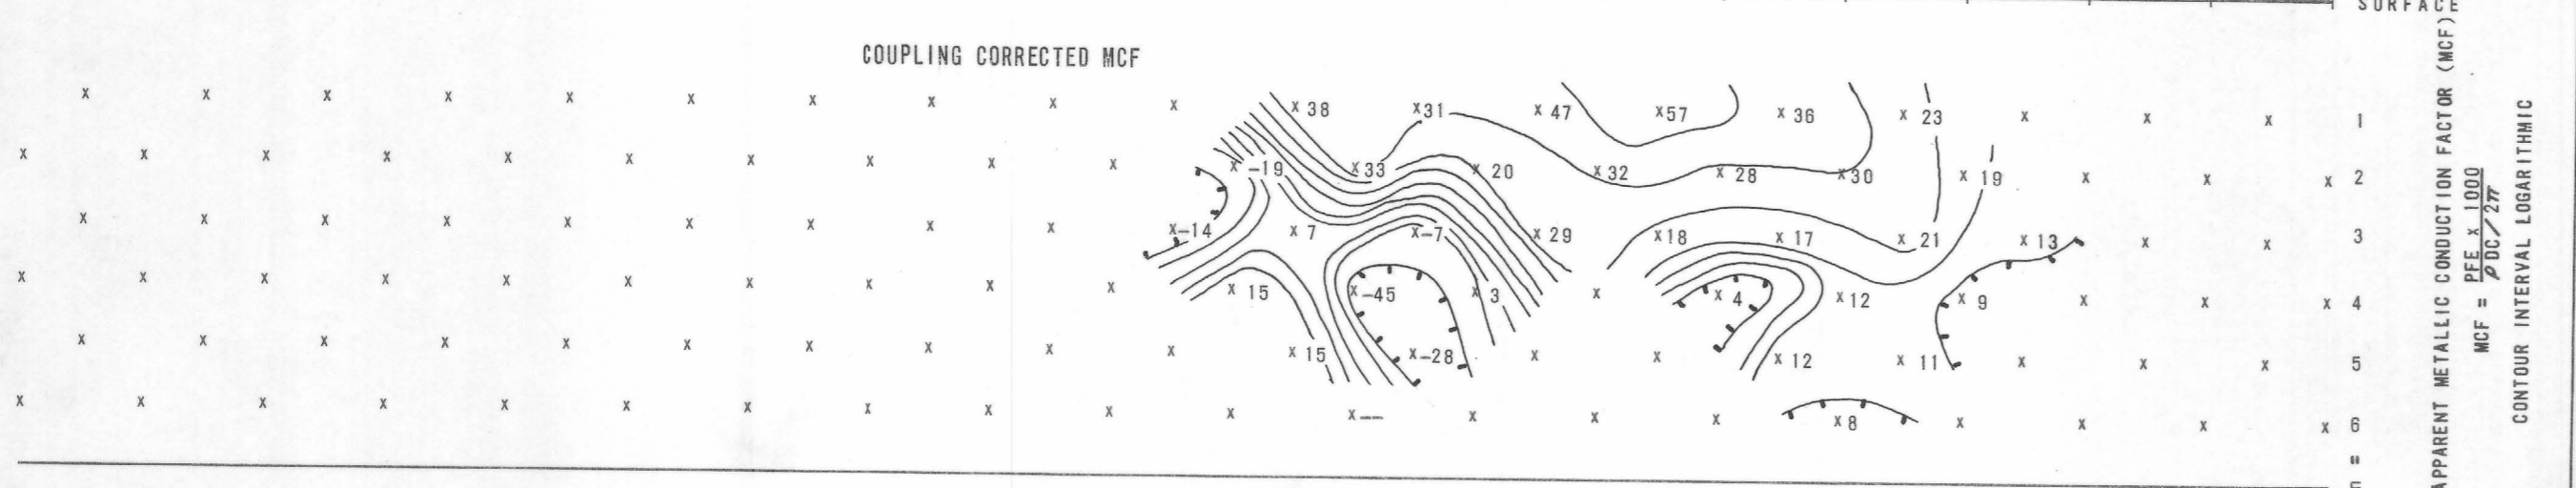 SURFACE
COUPLING CORRECTED MCF
x x x x x x x x x x x 38 x 31 x 47 x 57 x 36 x 23 x x x 1
x x x x x x x x x x x -19 x 33 x 20 x 32 x 28 x 30 x 19 x x x 2
x x x x x x x x x x -14 x 7 x -7 x 29 x 18 x 17 x 21 x 13 x x 3
x x x x x x x x x x x 15 x -45 x 3 x x 4 x 12 x 9 x x x 4
x x x x x x x x x x x 15 x -28 x x x 12 x 11 x x x 5
x x x x x x x x x x x x -- x x x x 8 x x x x 6
n =
APPARENT METALLIC CONDUCTION FACTOR (MCF)
MCF = PFE x 1000
ρDC/2π
CONTOUR INTERVAL LOGARITHMIC